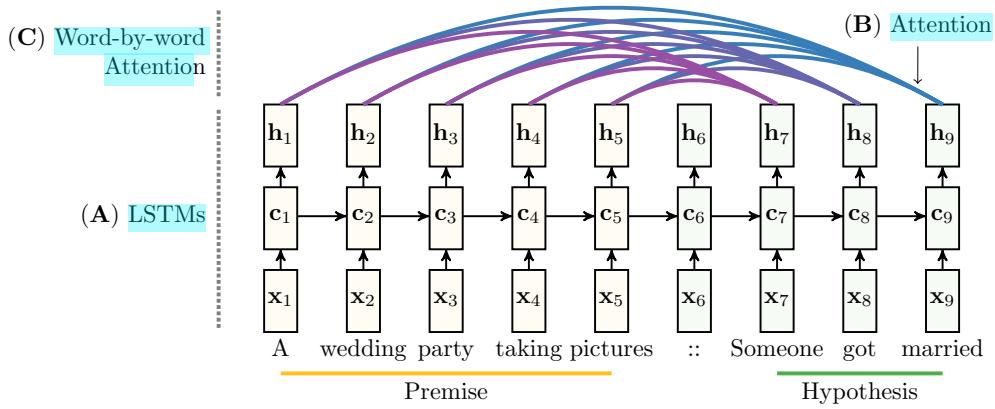 (C) Word-by-word
Attention
(B) Attention
h1 h2 h3 h4 h5 h6 h7 h8 h9
(A) LSTMs
c1 c2 c3 c4 c5 c6 c7 c8 c9
x1 x2 x3 x4 x5 x6 x7 x8 x9
A wedding party taking pictures :: Someone got married
Premise Hypothesis